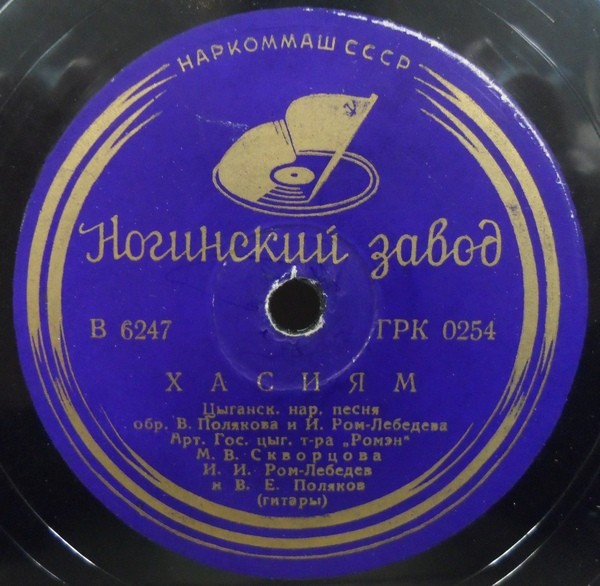 НАРКОММАШ СССР
Ногинский завод
В 6247 ГРК 0254
ХАСИЯМ
Цыганск. нар. песня
обр. В. Полякова и И. Ром-Лебедева
Арт. Гос. цыг. т-ра „Ромэн"
М. В. Скворцова
И. И. Ром-Лебедев
и В. Е. Поляков
(гитары)